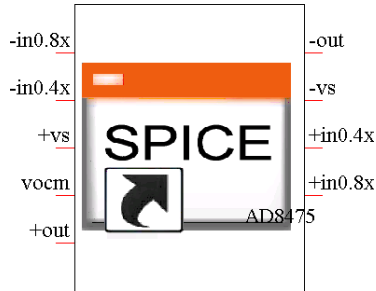 -in0.8x
-out
-in0.4x
-vs
+vs
SPICE
+in0.4x
vocm
+in0.8x
AD8475
+out